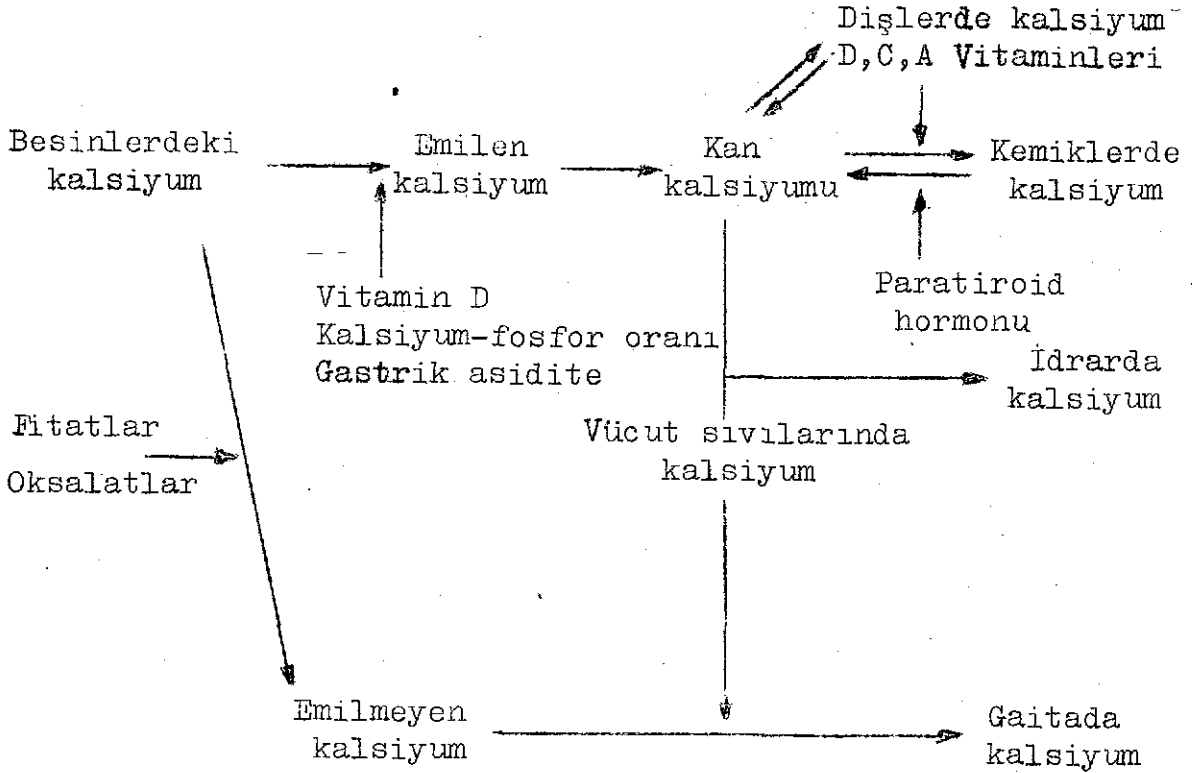 Dişlerde kalsiyum
D,C,A Vitaminleri
Besinlerdeki
kalsiyum
Emilen
kalsiyum
Kan
kalsiyumu
Kemiklerde
kalsiyum
Vitamin D
Kalsiyum-fosfor oranı
Gastrik asidite
Paratiroid
hormonu
İdrarda
kalsiyum
Fitatlar
Oksalatlar
Vücut sıvılarında
kalsiyum
Emilmeyen
kalsiyum
Gaitada
kalsiyum